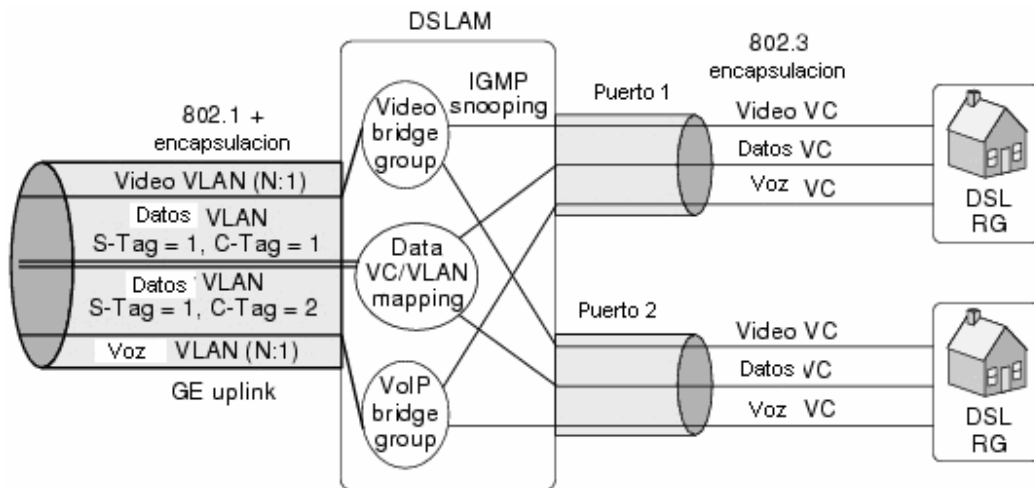 DSLAM
802.1 +
encapsulacion
Video VLAN (N:1)
Datos VLAN
S-Tag = 1, C-Tag = 1
Datos VLAN
S-Tag = 1, C-Tag = 2
Voz VLAN (N:1)
GE uplink
Video
bridge
group
IGMP
snooping
Data
VC/VLAN
mapping
VoIP
bridge
group
Puerto 1
802.3
encapsulacion
Video VC
Datos VC
Voz VC
DSL
RG
Puerto 2
Video VC
Datos VC
Voz VC
DSL
RG